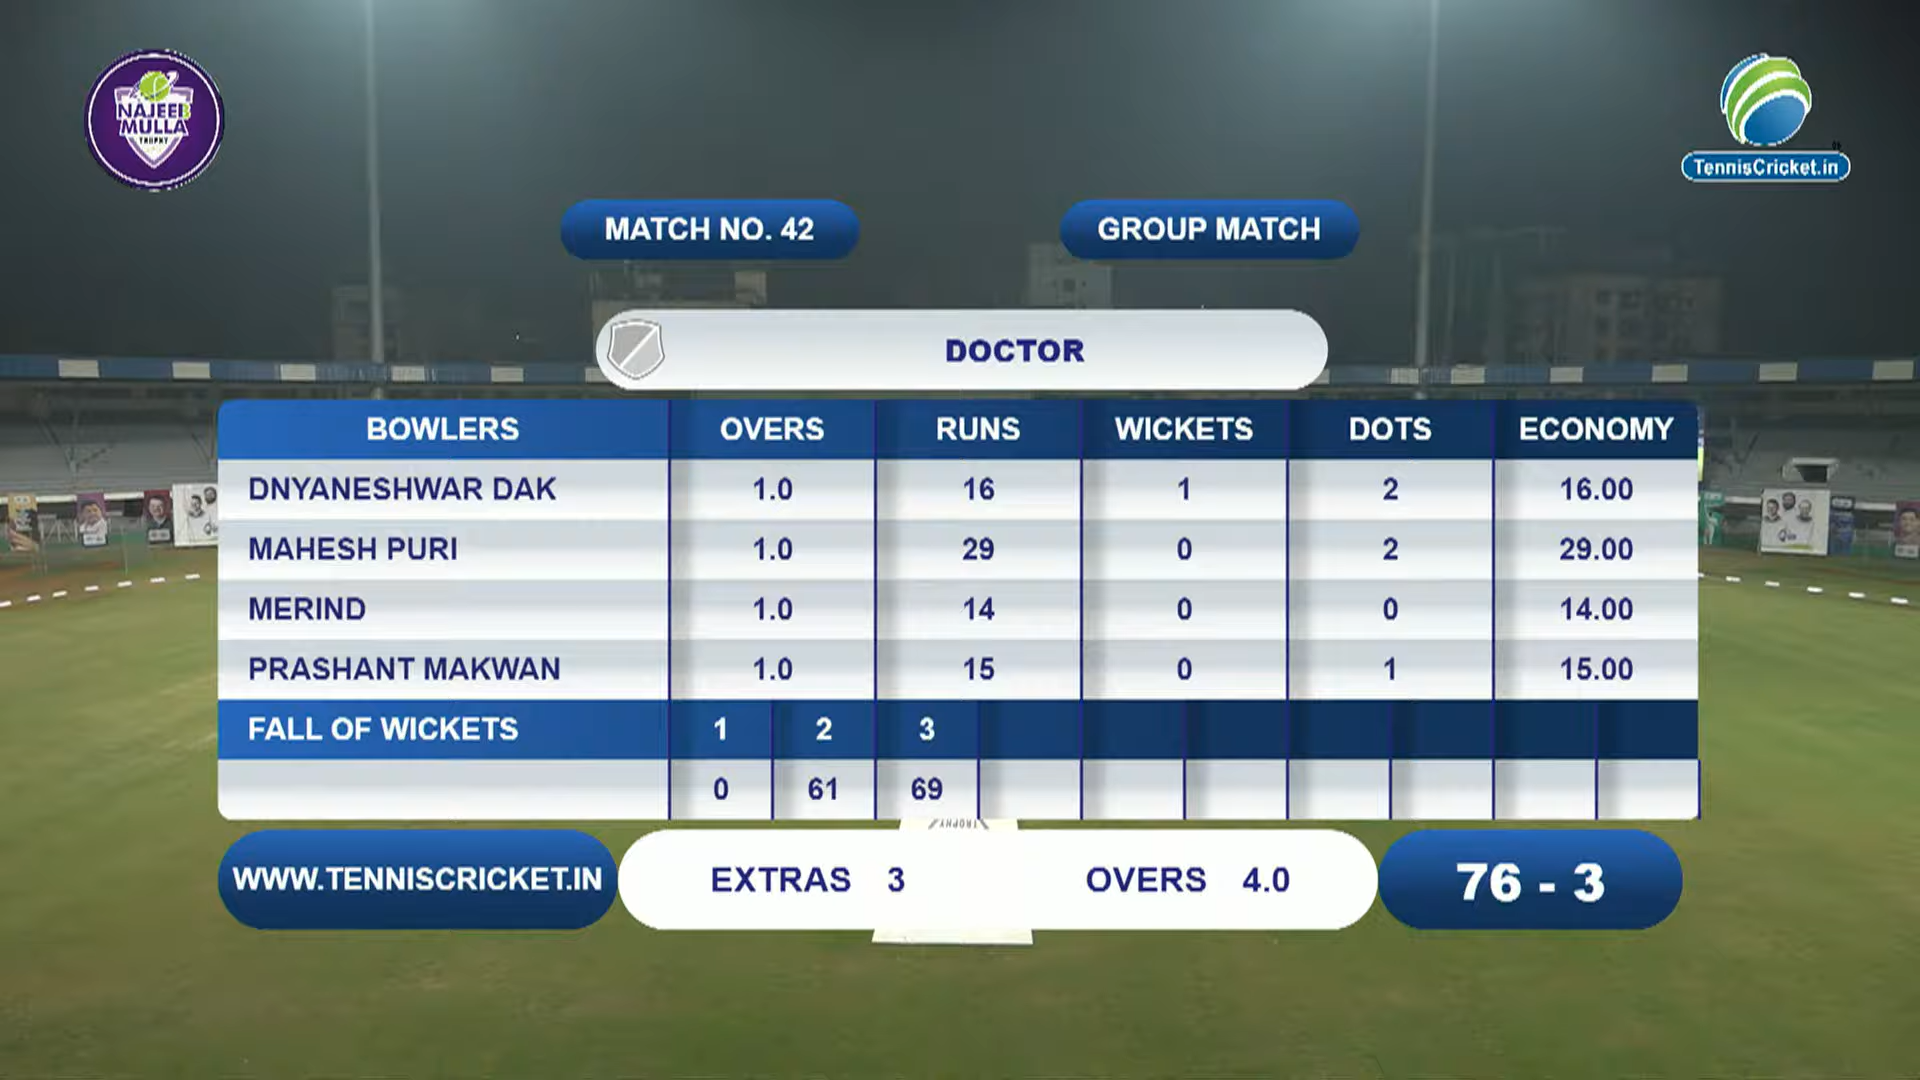 NAJEEB
MULLA
TROPHY
TennisCricket.in
MATCH NO. 42
GROUP MATCH
DOCTOR
BOWLERS OVERS RUNS WICKETS DOTS ECONOMY
DNYANESHWAR DAK 1.0 16 1 2 16.00
MAHESH PURI 1.0 29 0 2 29.00
MERIND 1.0 14 0 0 14.00
PRASHANT MAKWAN 1.0 15 0 1 15.00
FALL OF WICKETS 1 2 3
0 61 69
TROPHY
WWW.TENNISCRICKET.IN EXTRAS 3 OVERS 4.0 76 - 3